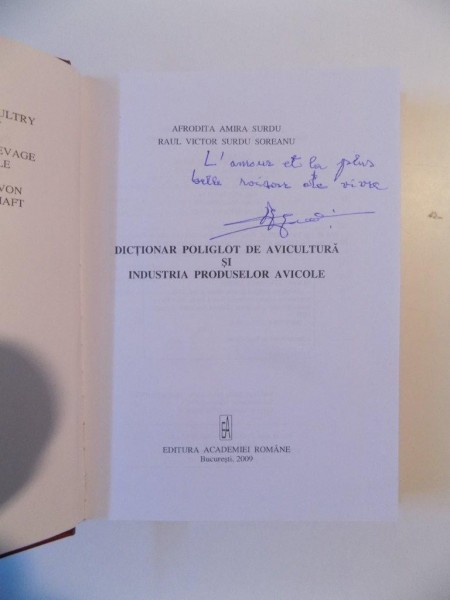 ULTRY
EVAGE
LE
VON
HAFT
AFRODITA AMIRA SURDU
RAUL VICTOR SURDU SOREANU
L'amour et la plus
belle raison de vivre
DICȚIONAR POLIGLOT DE AVICULTURĂ
ȘI
INDUSTRIA PRODUSELOR AVICOLE
EDITURA ACADEMIEI ROMÂNE
București, 2009